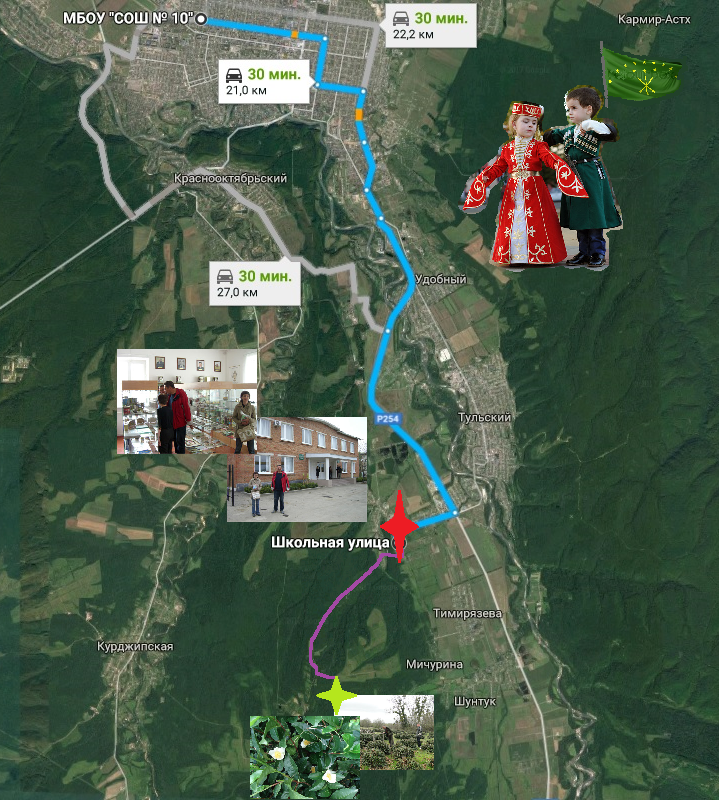 МБОУ "СОШ № 10"
30 мин.
22,2 км
Кармир-Астх
30 мин.
21,0 км
Краснооктябрьский
30 мин.
27,0 км
Удобный
P254
Тульский
Школьная улица
Тимирязева
Курджипская
Мичурина
Шунтук